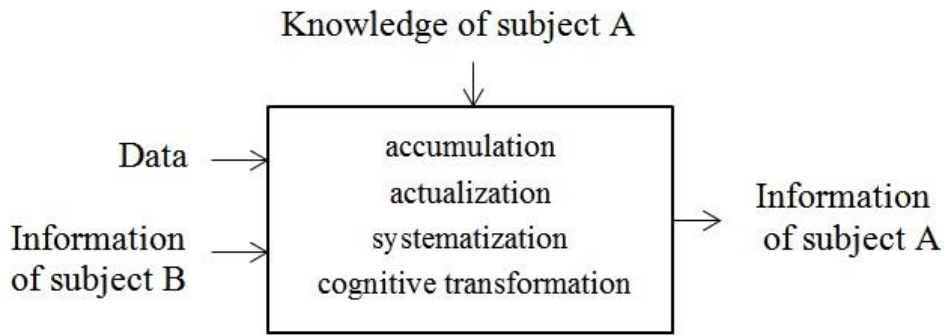 Knowledge of subject A
Data
Information
of subject B
accumulation
actualization
systematization
cognitive transformation
Information
of subject A